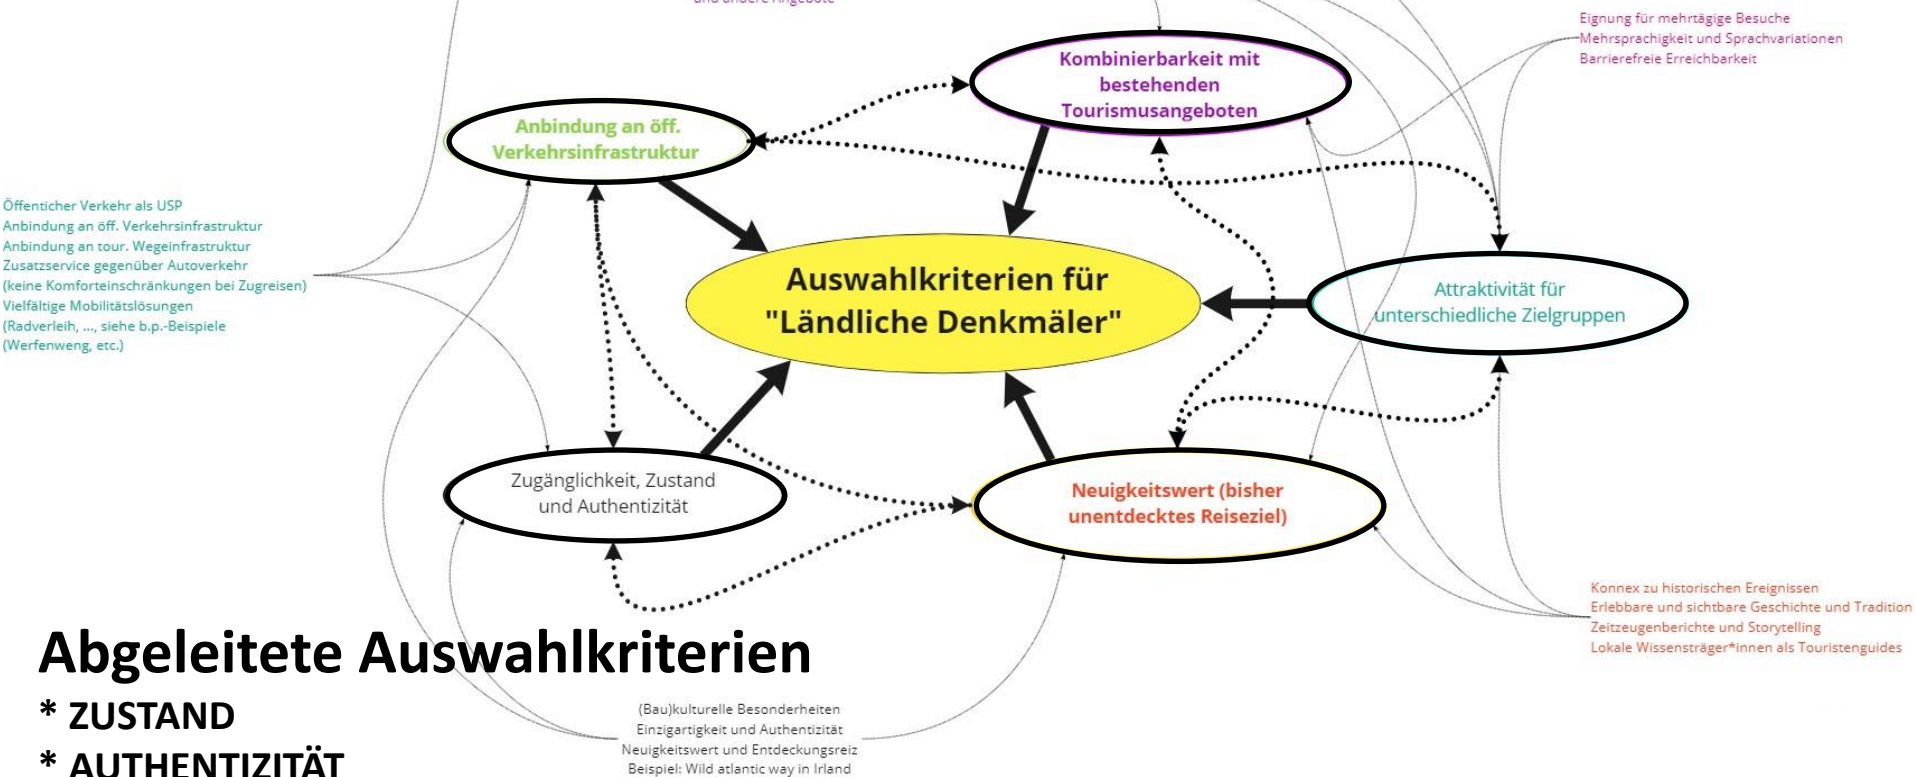 und andere Angebote
Eignung für mehrtägige Besuche
Mehrsprachigkeit und Sprachvariationen
Barrierefreie Erreichbarkeit
Kombinierbarkeit mit
bestehenden
Tourismusangeboten
Anbindung an öff.
Verkehrsinfrastruktur
Öffenticher Verkehr als USP
Anbindung an öff. Verkehrsinfrastruktur
Anbindung an tour. Wegeinfrastruktur
Zusatzservice gegenüber Autoverkehr
(keine Komforteinschränkungen bei Zugreisen)
Vielfältige Mobilitätslösungen
(Radverleih, ..., siehe b.p.-Beispiele
(Werfenweng, etc.)
Auswahlkriterien für
"Ländliche Denkmäler"
Attraktivität für
unterschiedliche Zielgruppen
Zugänglichkeit, Zustand
und Authentizität
Neuigkeitswert (bisher
unentdecktes Reiseziel)
Konnex zu historischen Ereignissen
Erlebbare und sichtbare Geschichte und Tradition
Zeitzeugenberichte und Storytelling
Lokale Wissensträger*innen als Touristenguides
Abgeleitete Auswahlkriterien
* ZUSTAND
* AUTHENTIZITÄT
(Bau)kulturelle Besonderheiten
Einzigartigkeit und Authentizität
Neuigkeitswert und Entdeckungsreiz
Beispiel: Wild atlantic way in Irland